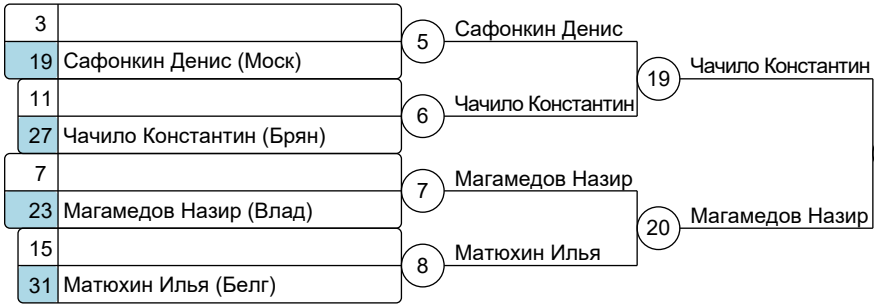 3
19 Сафонкин Денис (Моск)
11
27 Чачило Константин (Брян)
7
23 Магамедов Назир (Влад)
15
31 Матюхин Илья (Белг)
5 Сафонкин Денис
6 Чачило Константин
7 Магамедов Назир
8 Матюхин Илья
19 Чачило Константин
20 Магамедов Назир